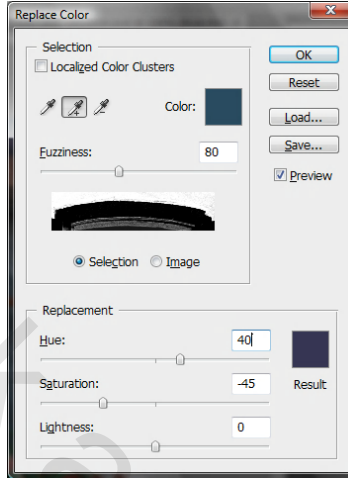 Replace Color
Selection
Localized Color Clusters
Color:
Fuzziness: 80
Selection Image
Replacement
Hue: 40
Saturation: -45
Result
Lightness: 0
OK
Reset
Load...
Save...
Preview